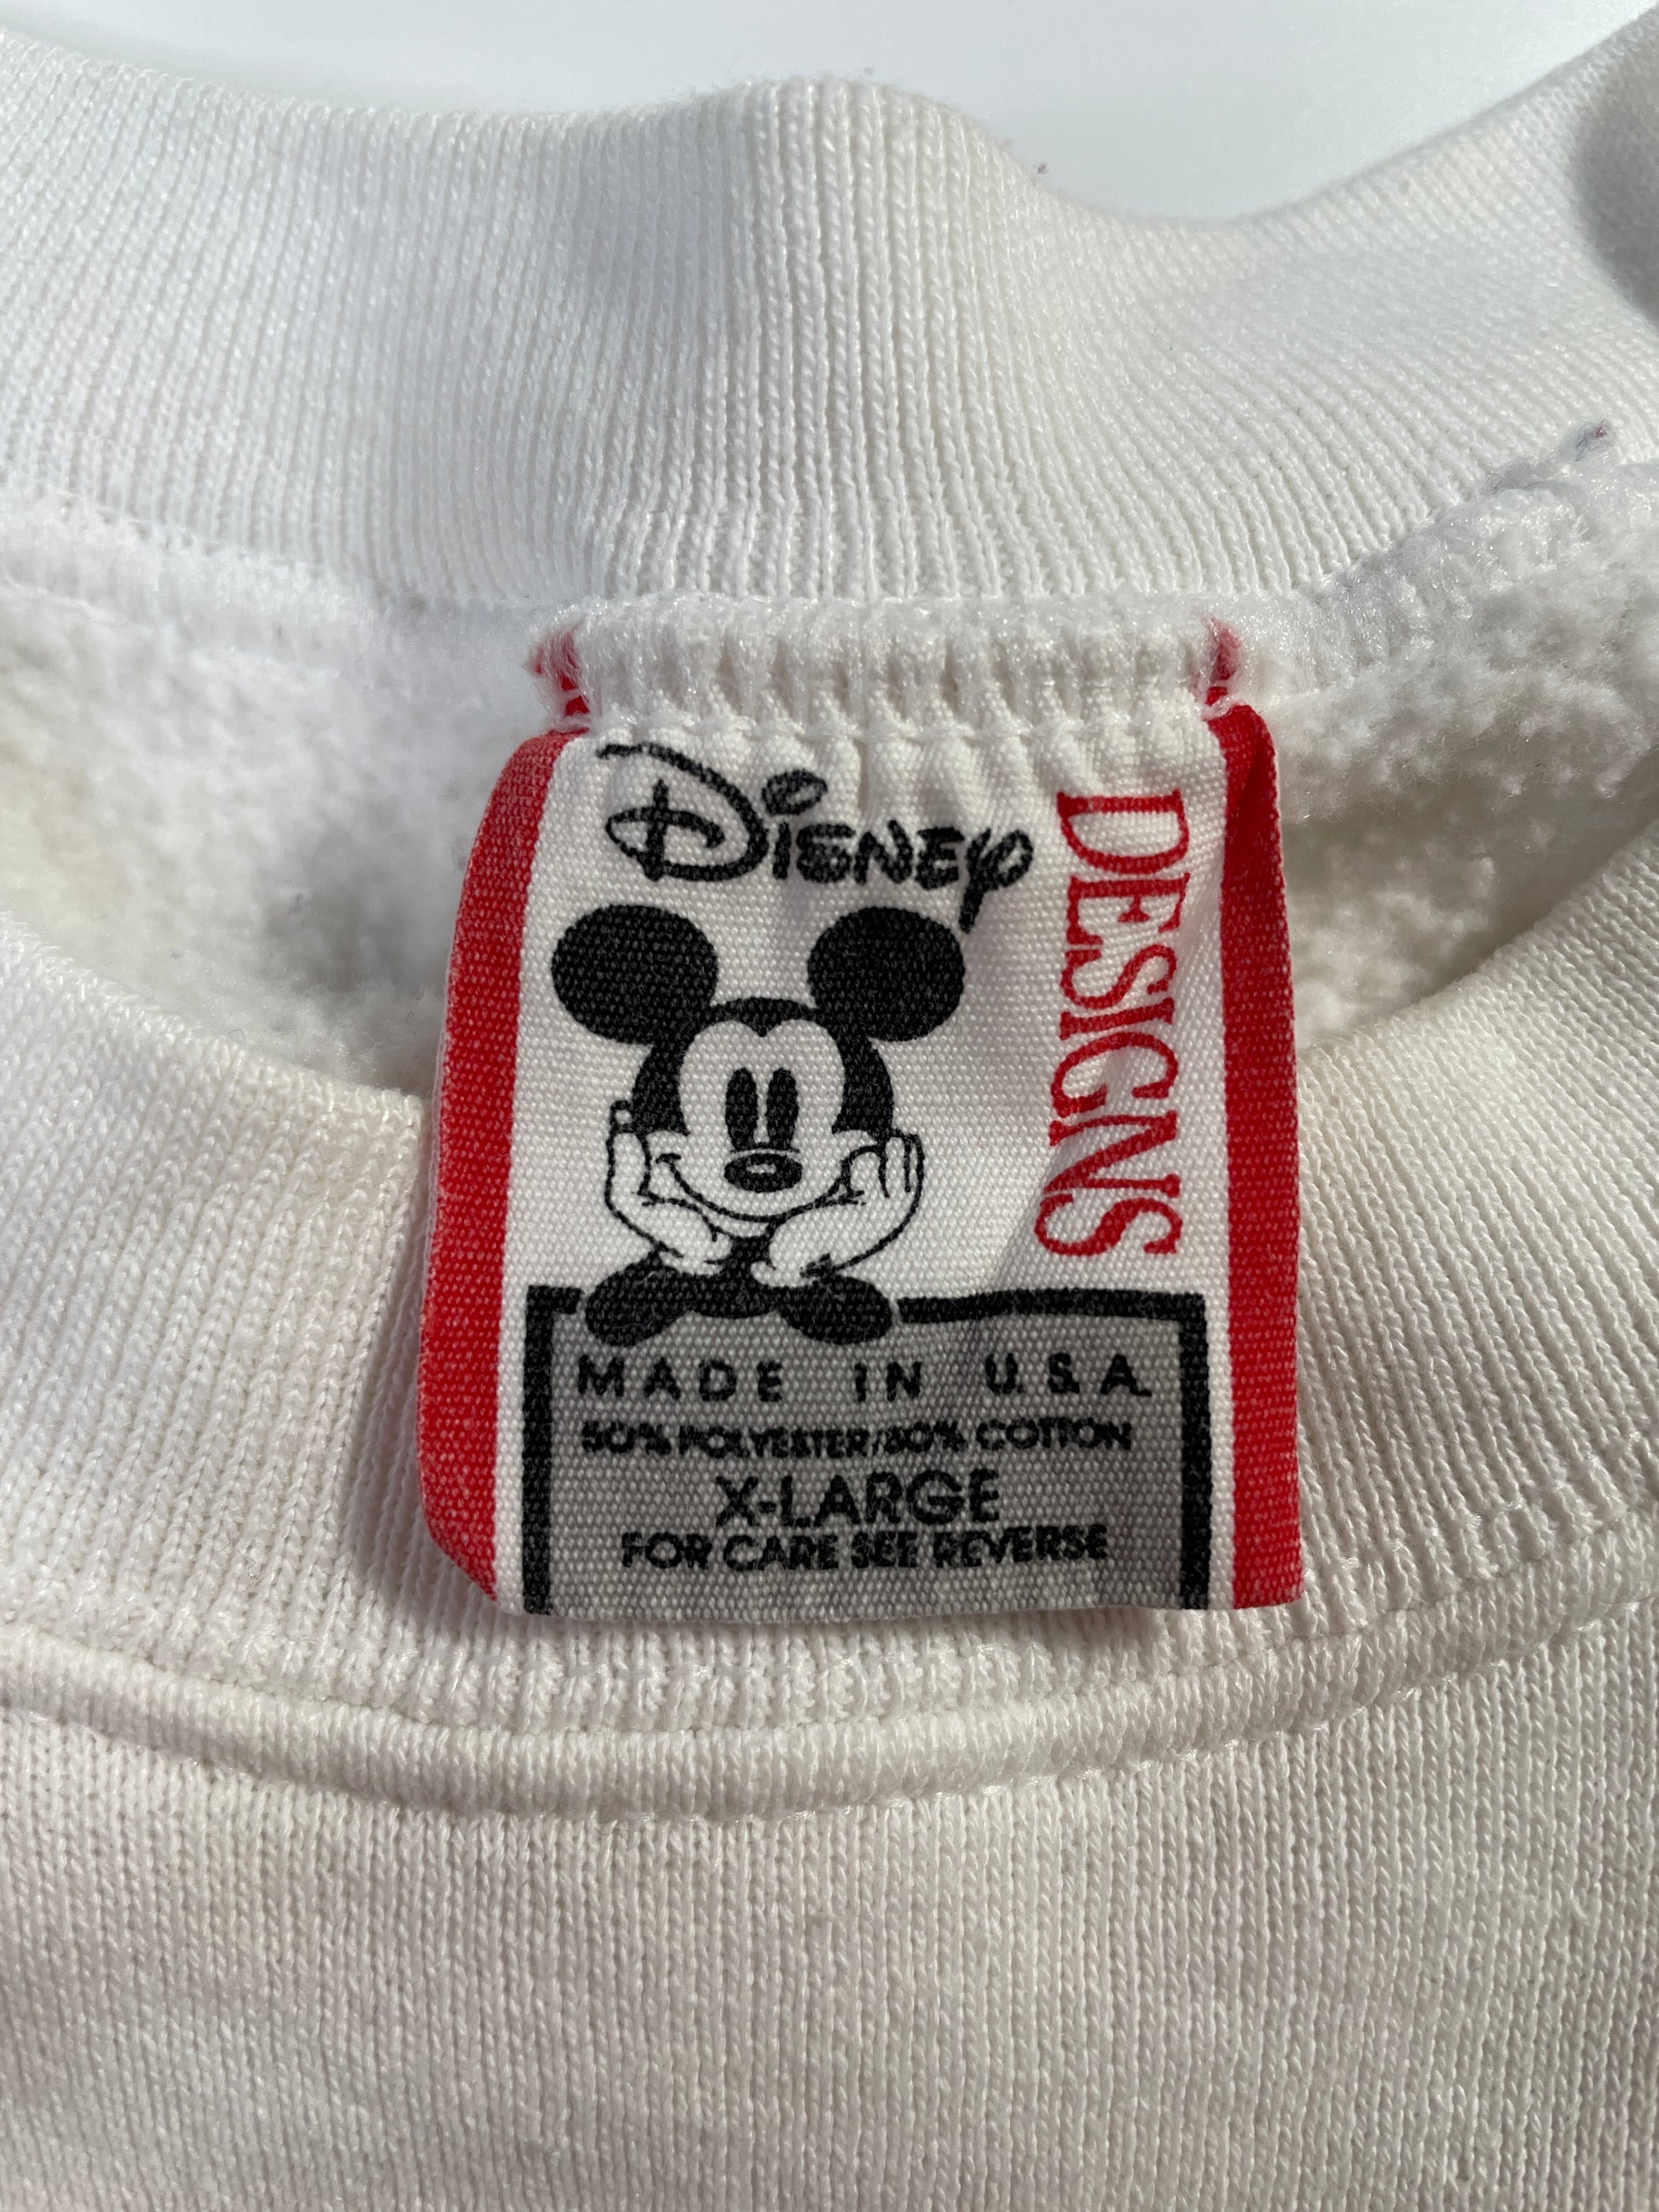 DISNEY
DESIGNS
MADE IN U.S.A.
50% POLYESTER/50% COTTON
X-LARGE
FOR CARE SEE REVERSE